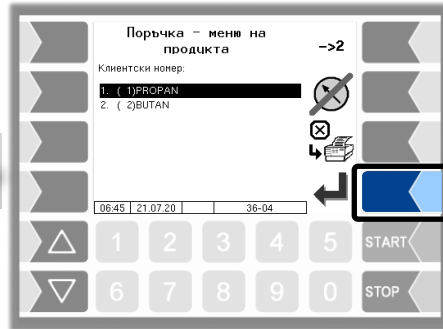 Поръчка - меню на
продукта
->2
Клиентски номер:
1. ( 1)PROPAN
2. ( 2)BUTAN
06:45 21.07.20 36-04
1 2 3 4 5 START
6 7 8 9 0 STOP